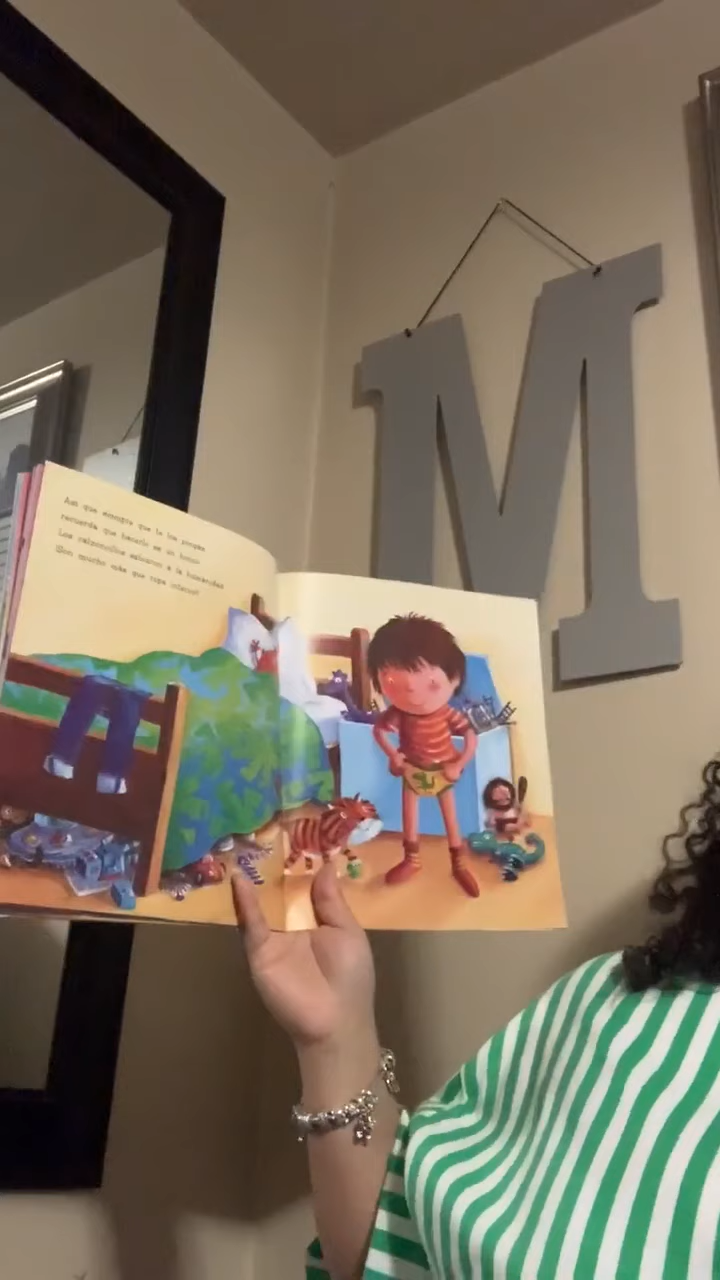 Así que siempre que te los pongas
recuerda que hacerlo es un honor.
Los calzoncillos salvaron a la humanidad
¡Son mucho más que ropa interior!
M